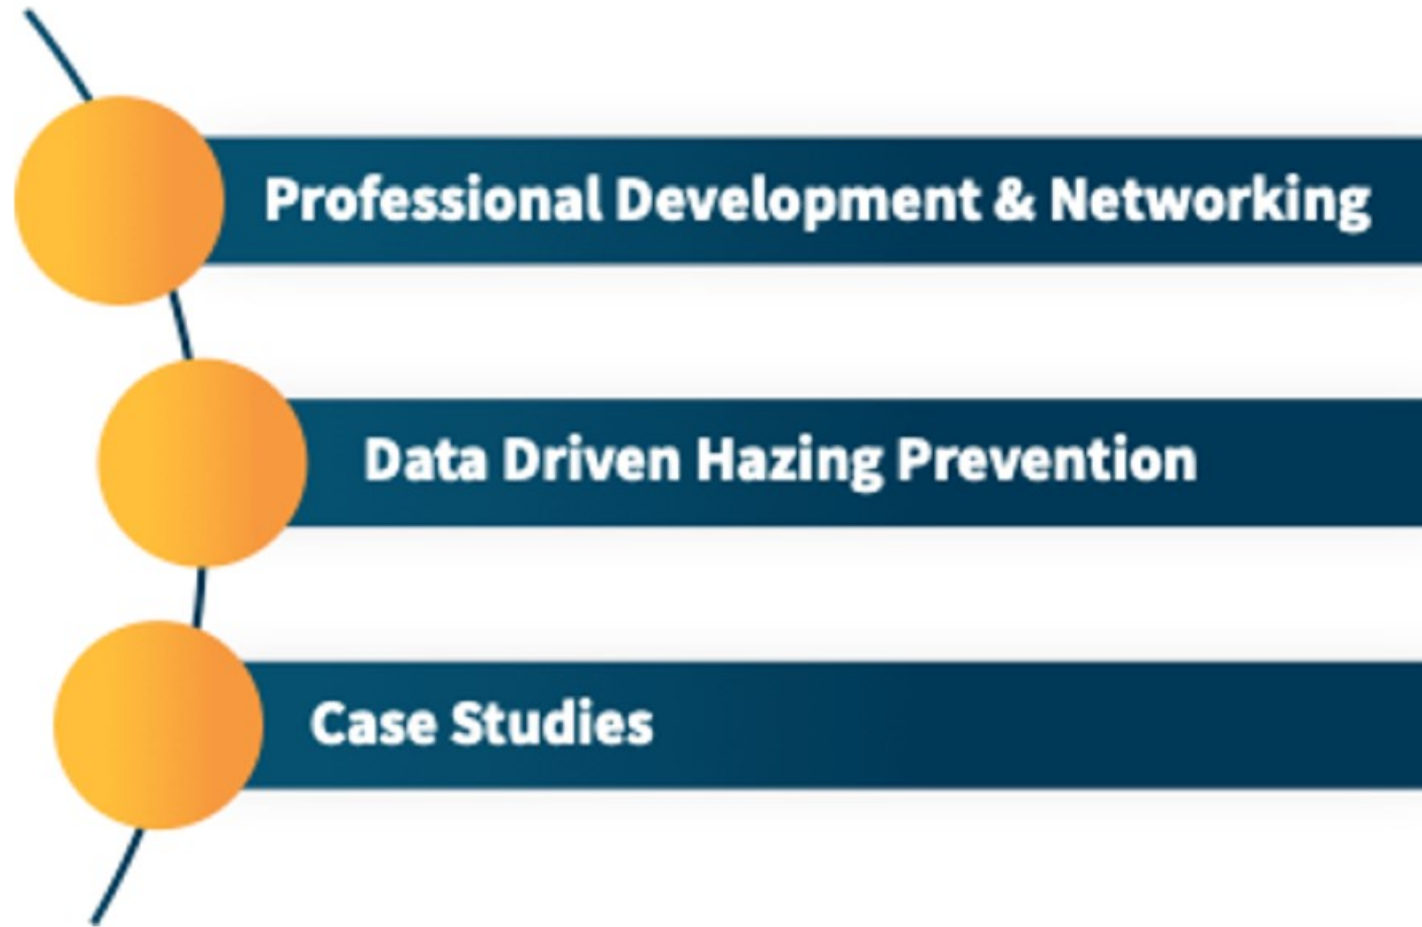 Professional Development & Networking
Data Driven Hazing Prevention
Case Studies